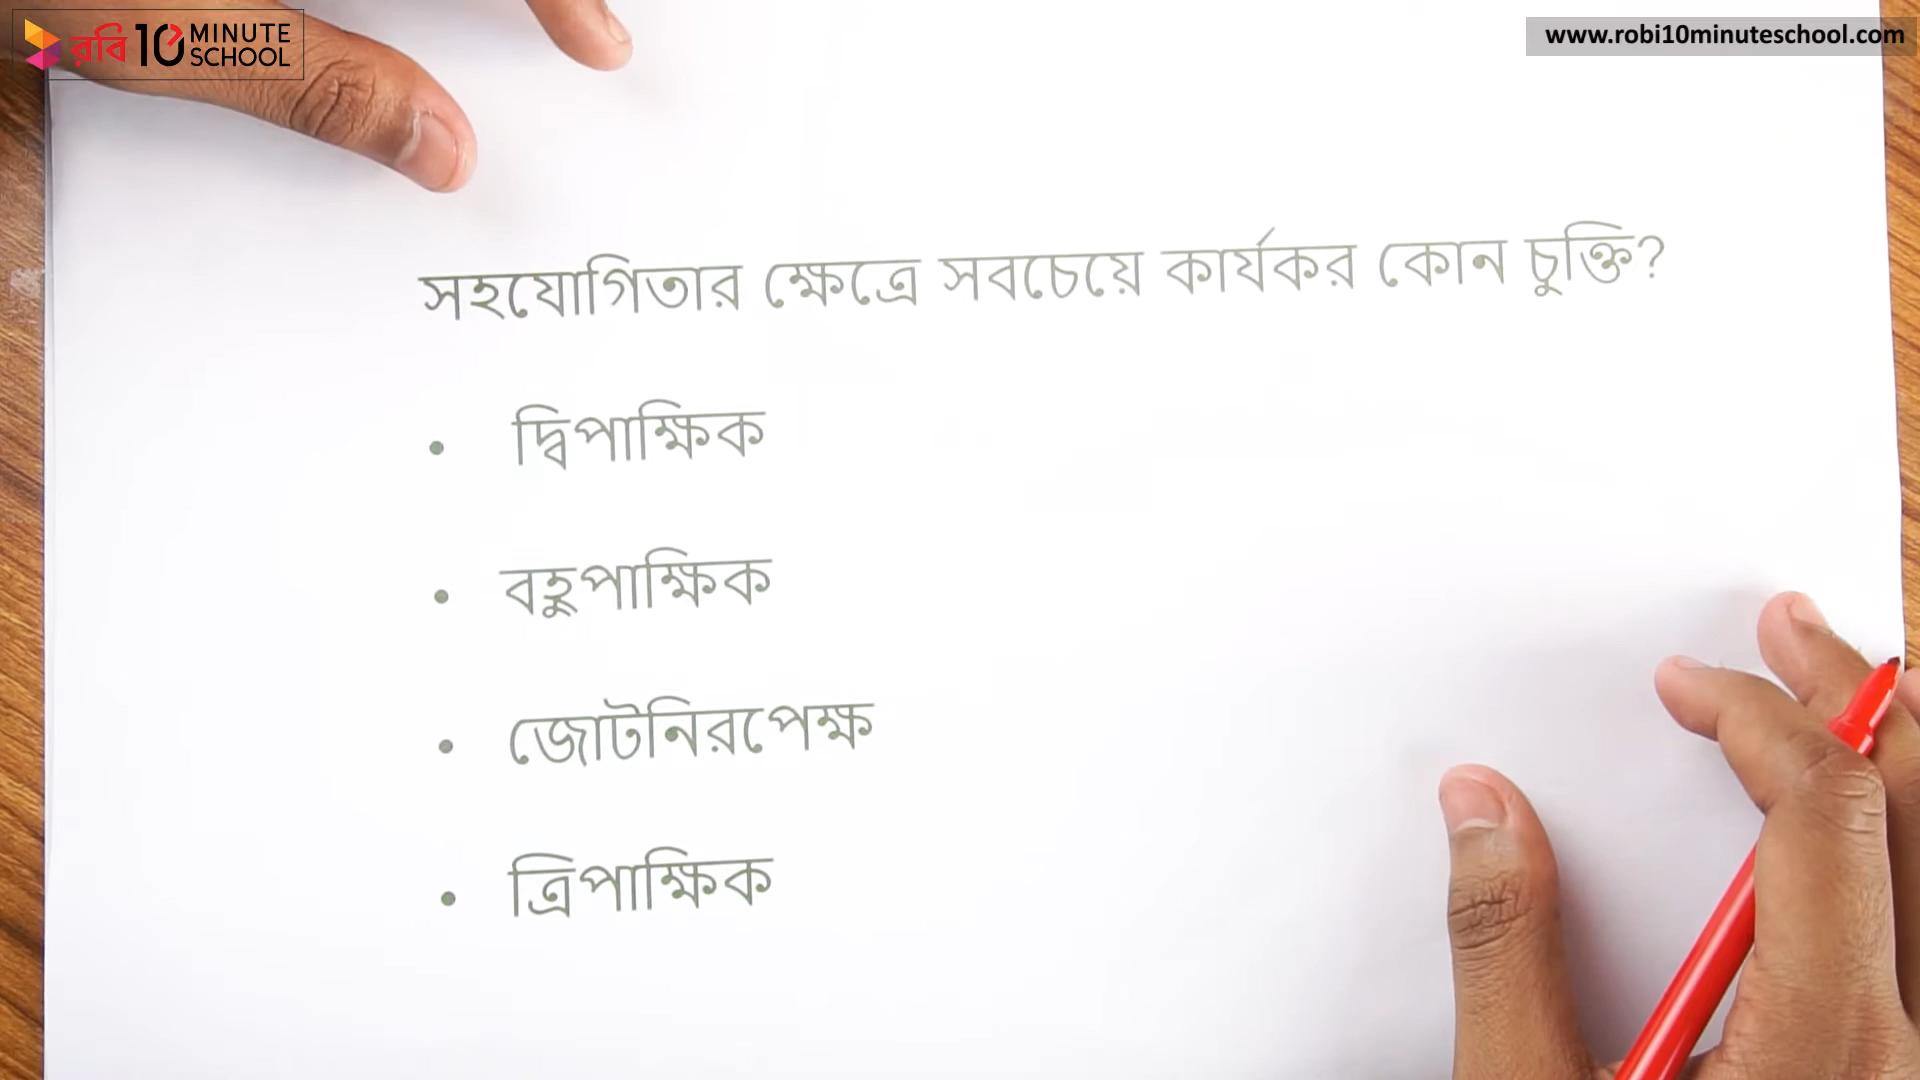 রবি 10 MINUTE SCHOOL
www.robi10minuteschool.com
সহযোগিতার ক্ষেত্রে সবচেয়ে কার্যকর কোন চুক্তি?
• দ্বিপাক্ষিক
• বহুপাক্ষিক
• জোটনিরপেক্ষ
• ত্রিপাক্ষিক